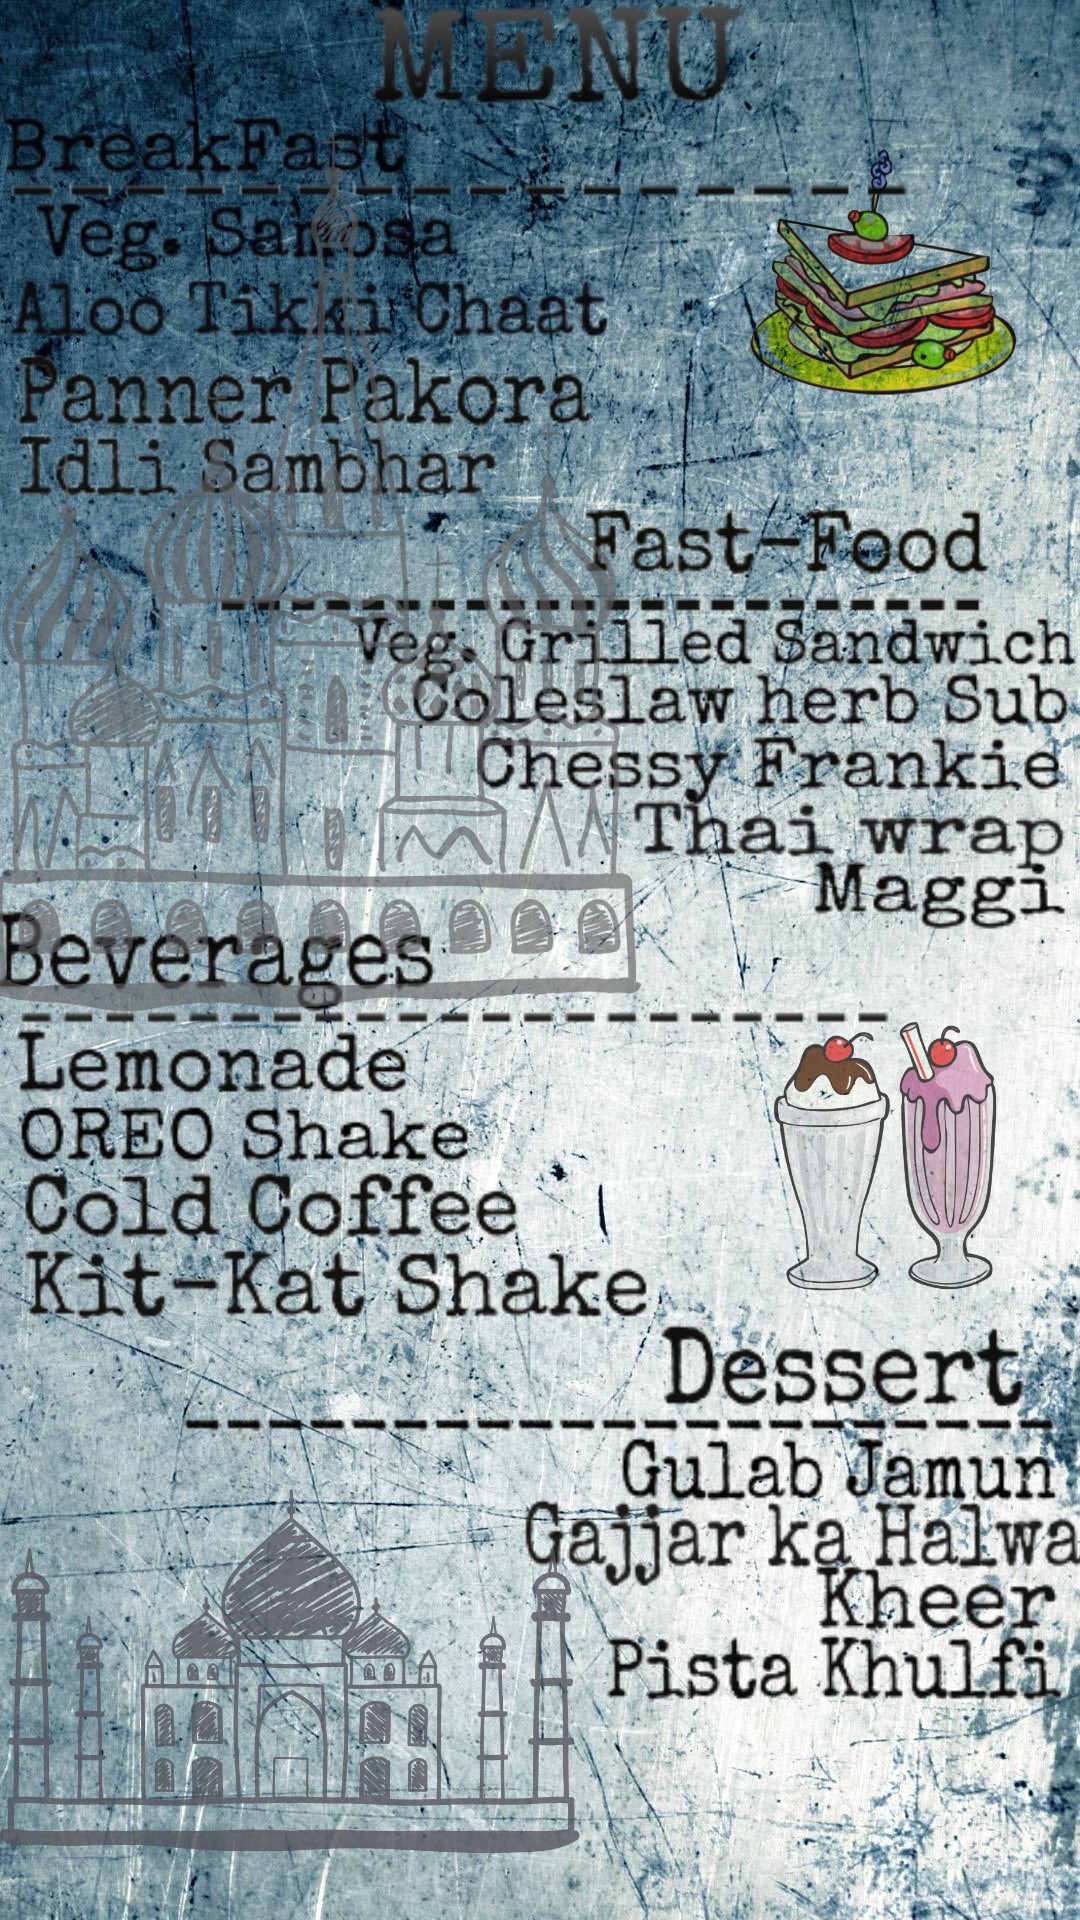 MENU
BreakFast
Veg. Samosa
Aloo Tikki Chaat
Panner Pakora
Idli Sambhar
Fast-Food
Veg. Grilled Sandwich
Coleslaw herb Sub
Chessy Frankie
Thai wrap
Maggi
Beverages
Lemonade
OREO Shake
Cold Coffee
Kit-Kat Shake
Dessert
Gulab Jamun
Gajjar ka Halwa
Kheer
Pista Khulfi